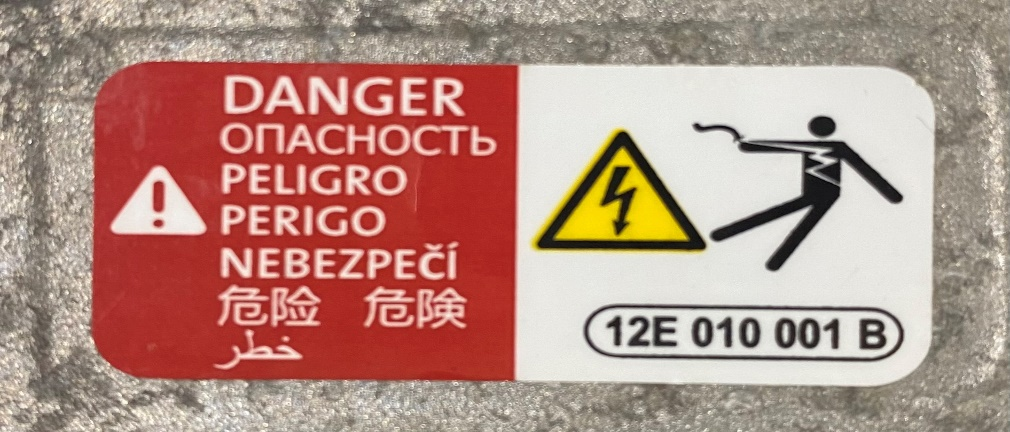 DANGER
ОПАСНОСТЬ
PELIGRO
PERIGO
NEBEZPEČÍ
危险 危険
خطر
12E 010 001 B